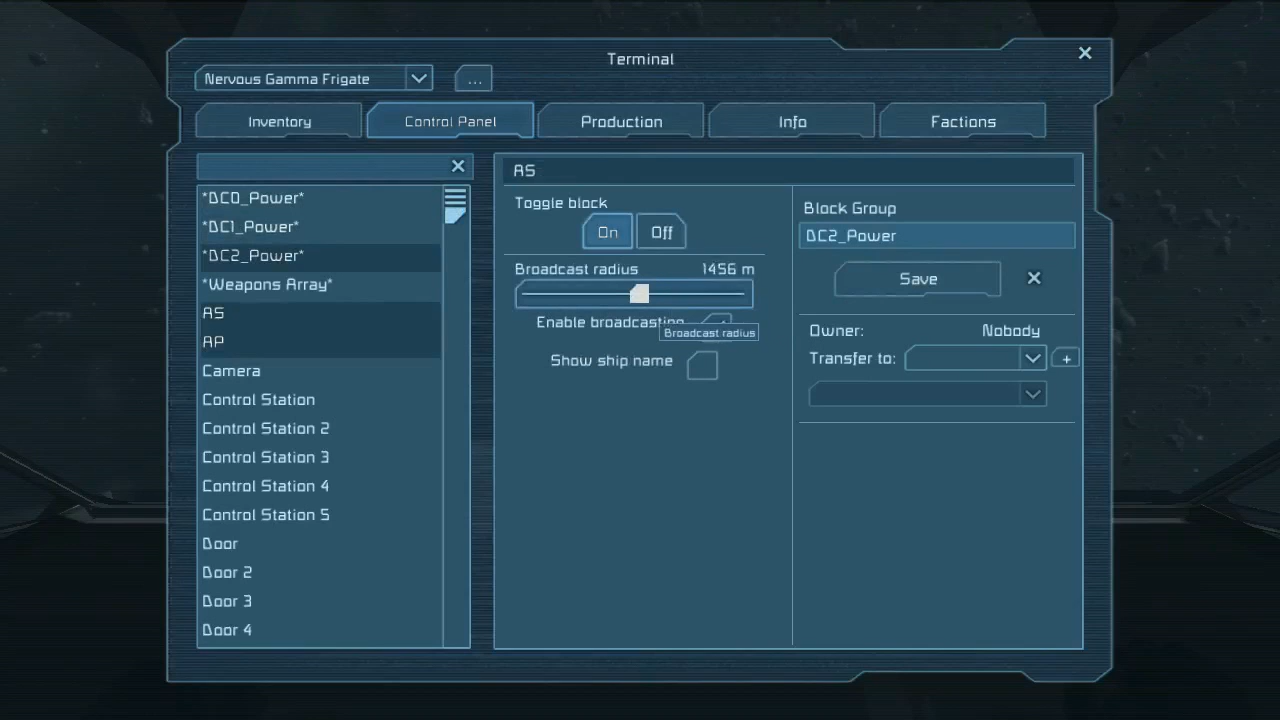 Terminal
Nervous Gamma Frigate
...
Inventory
Control Panel
Production
Info
Factions
*DC0_Power*
*DC1_Power*
*DC2_Power*
*Weapons Array*
AS
AP
Camera
Control Station
Control Station 2
Control Station 3
Control Station 4
Control Station 5
Door
Door 2
Door 3
Door 4
AS
Toggle block
On Off
Broadcast radius 1456 m
Enable broadcasting
Broadcast radius
Show ship name
Block Group
DC2_Power
Save
Owner: Nobody
Transfer to: +